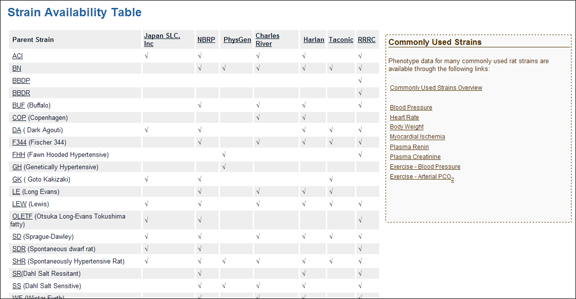 Strain Availability Table
Parent Strain Japan SLC, Inc NBRP PhysGen Charles River Harlan Taconic RRRC
ACI √ √ √ √ √
BN √ √ √ √ √ √
BBDP √
BBDR √
BUF (Buffalo) √ √ √ √
COP (Copenhagen) √ √
DA ( Dark Agouti) √ √ √ √ √
F344 (Fischer 344) √ √ √ √ √
FHH (Fawn Hooded Hypertensive) √ √
GH (Genetically Hypertensive) √
GK ( Goto Kakizaki) √ √ √
LE (Long Evans) √ √ √ √
LEW (Lewis) √ √ √ √ √ √
OLETF (Otsuka Long-Evans Tokushima
fatty) √ √ √
SD (Sprague-Dawley) √ √ √ √ √ √
SDR (Spontaneous dwarf rat) √ √ √
SHR (Spontaneously Hypertensive Rat) √ √ √ √ √ √ √
SR(Dahl Salt Ressitant) √ √ √
SS (Dahl Salt Sensitive) √ √ √ √ √
Commonly Used Strains
Phenotype data for many commonly used rat strains are
available through the following links:
Commonly Used Strains Overview
Blood Pressure
Heart Rate
Body Weight
Myocardial Ischemia
Plasma Renin
Plasma Creatinine
Exercise - Blood Pressure
Exercise - Arterial PCO2